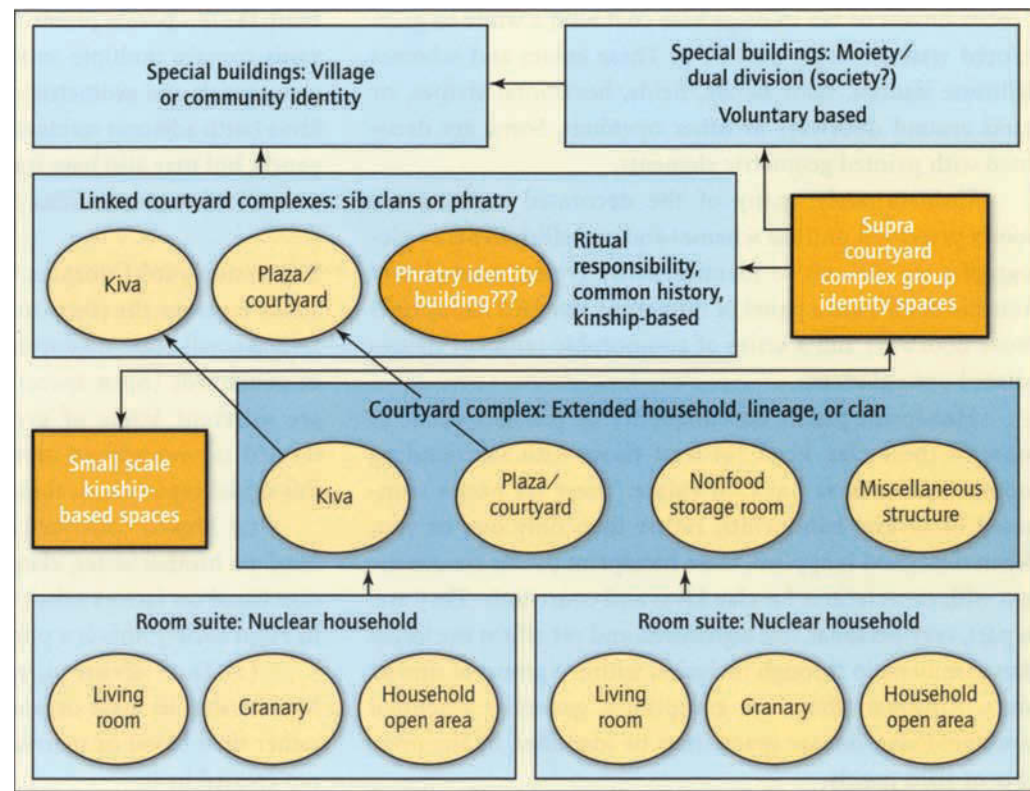 Special buildings: Village
or community identity
Special buildings: Moiety/
dual division (society?)
Voluntary based
Linked courtyard complexes: sib clans or phratry
Kiva
Plaza/
courtyard
Phratry identity
building???
Ritual
responsibility,
common history,
kinship-based
Supra
courtyard
complex group
identity spaces
Small scale
kinship-
based spaces
Courtyard complex: Extended household, lineage, or clan
Kiva
Plaza/
courtyard
Nonfood
storage room
Miscellaneous
structure
Room suite: Nuclear household
Living
room
Granary
Household
open area
Room suite: Nuclear household
Living
room
Granary
Household
open area